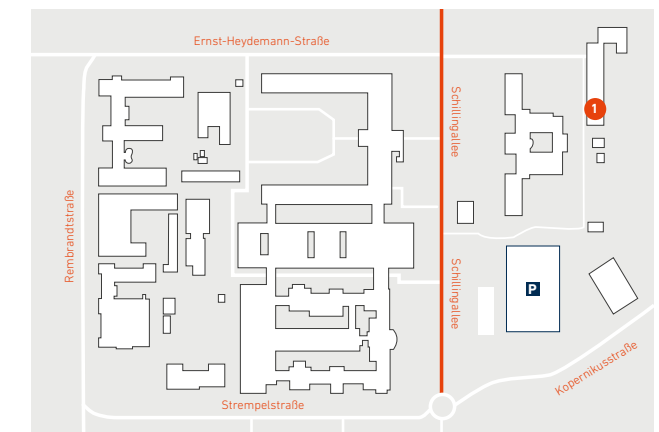 Ernst-Heydemann-Straße
Schillingallee
1
Rembrandtstraße
Schillingallee
P
Kopernikusstraße
Strempelstraße